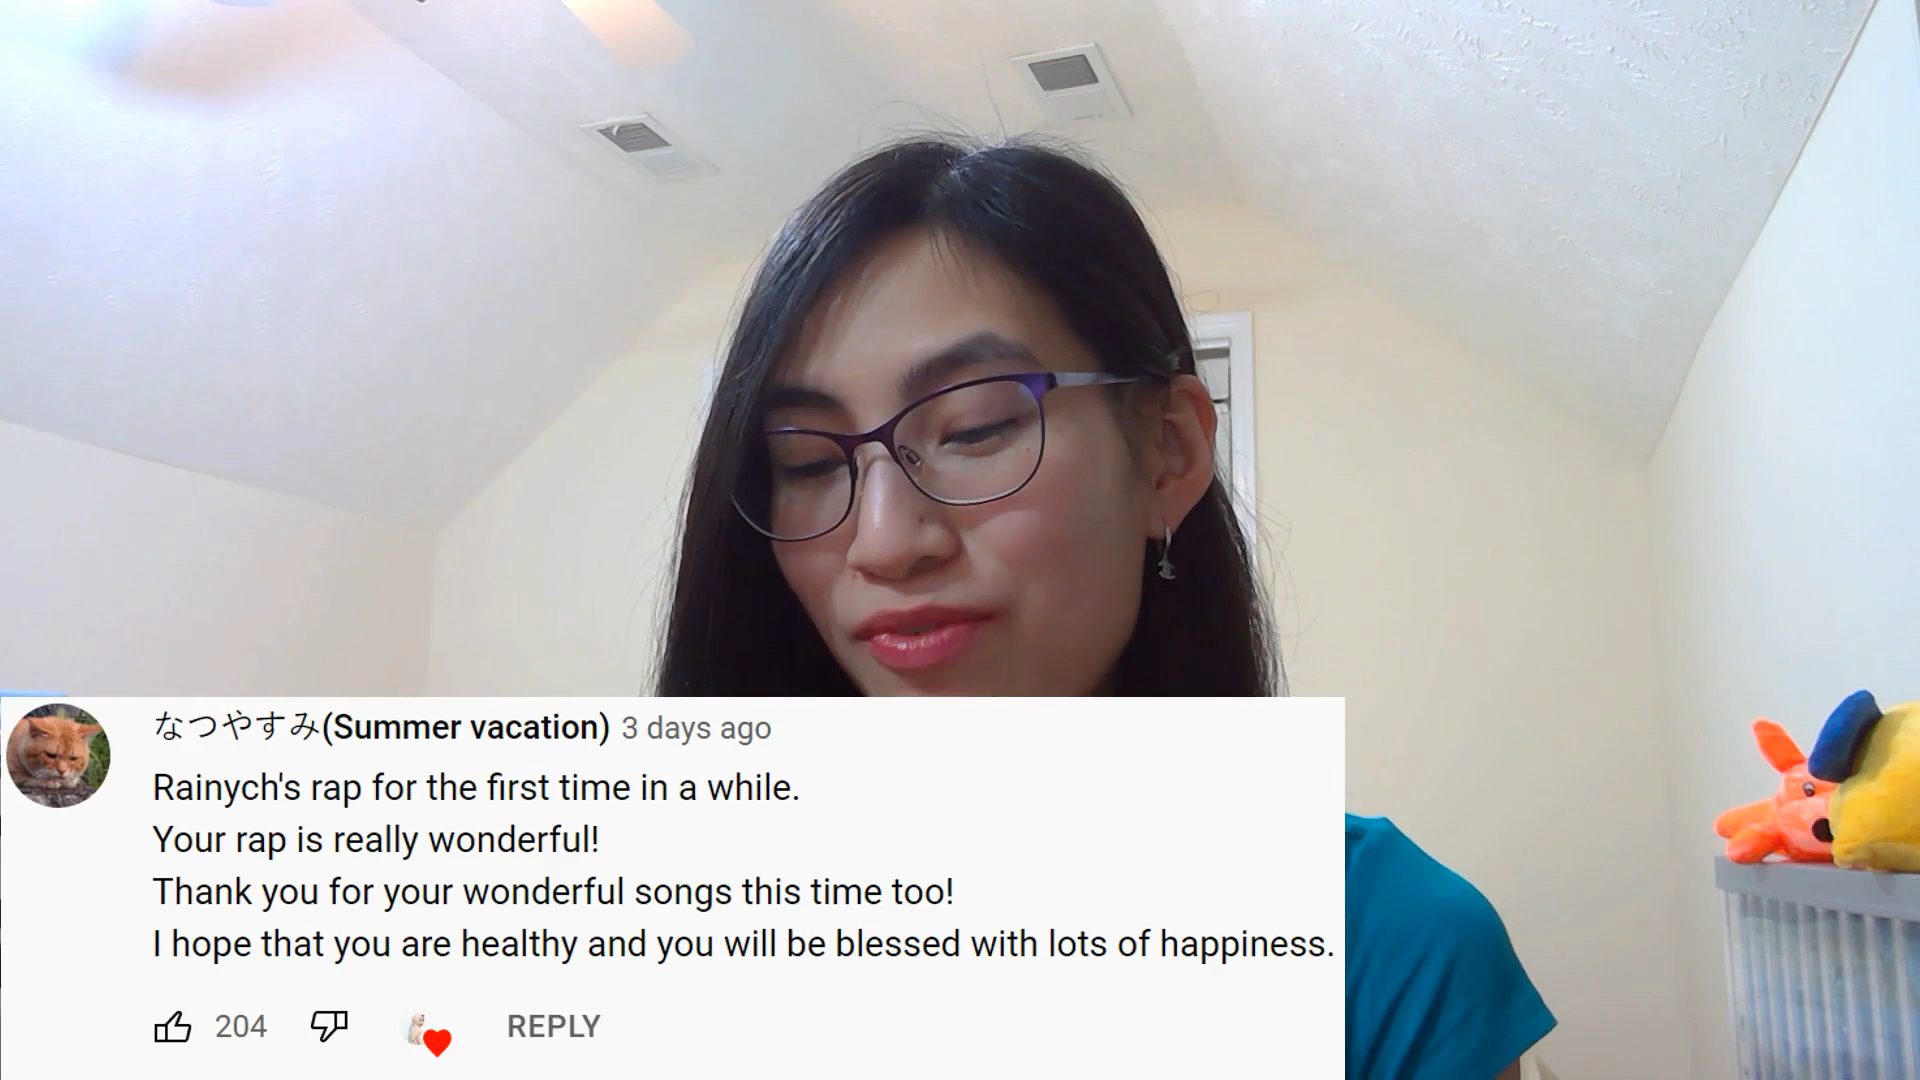 なつやすみ(Summer vacation) 3 days ago
Rainych's rap for the first time in a while.
Your rap is really wonderful!
Thank you for your wonderful songs this time too!
I hope that you are healthy and you will be blessed with lots of happiness.
204 REPLY